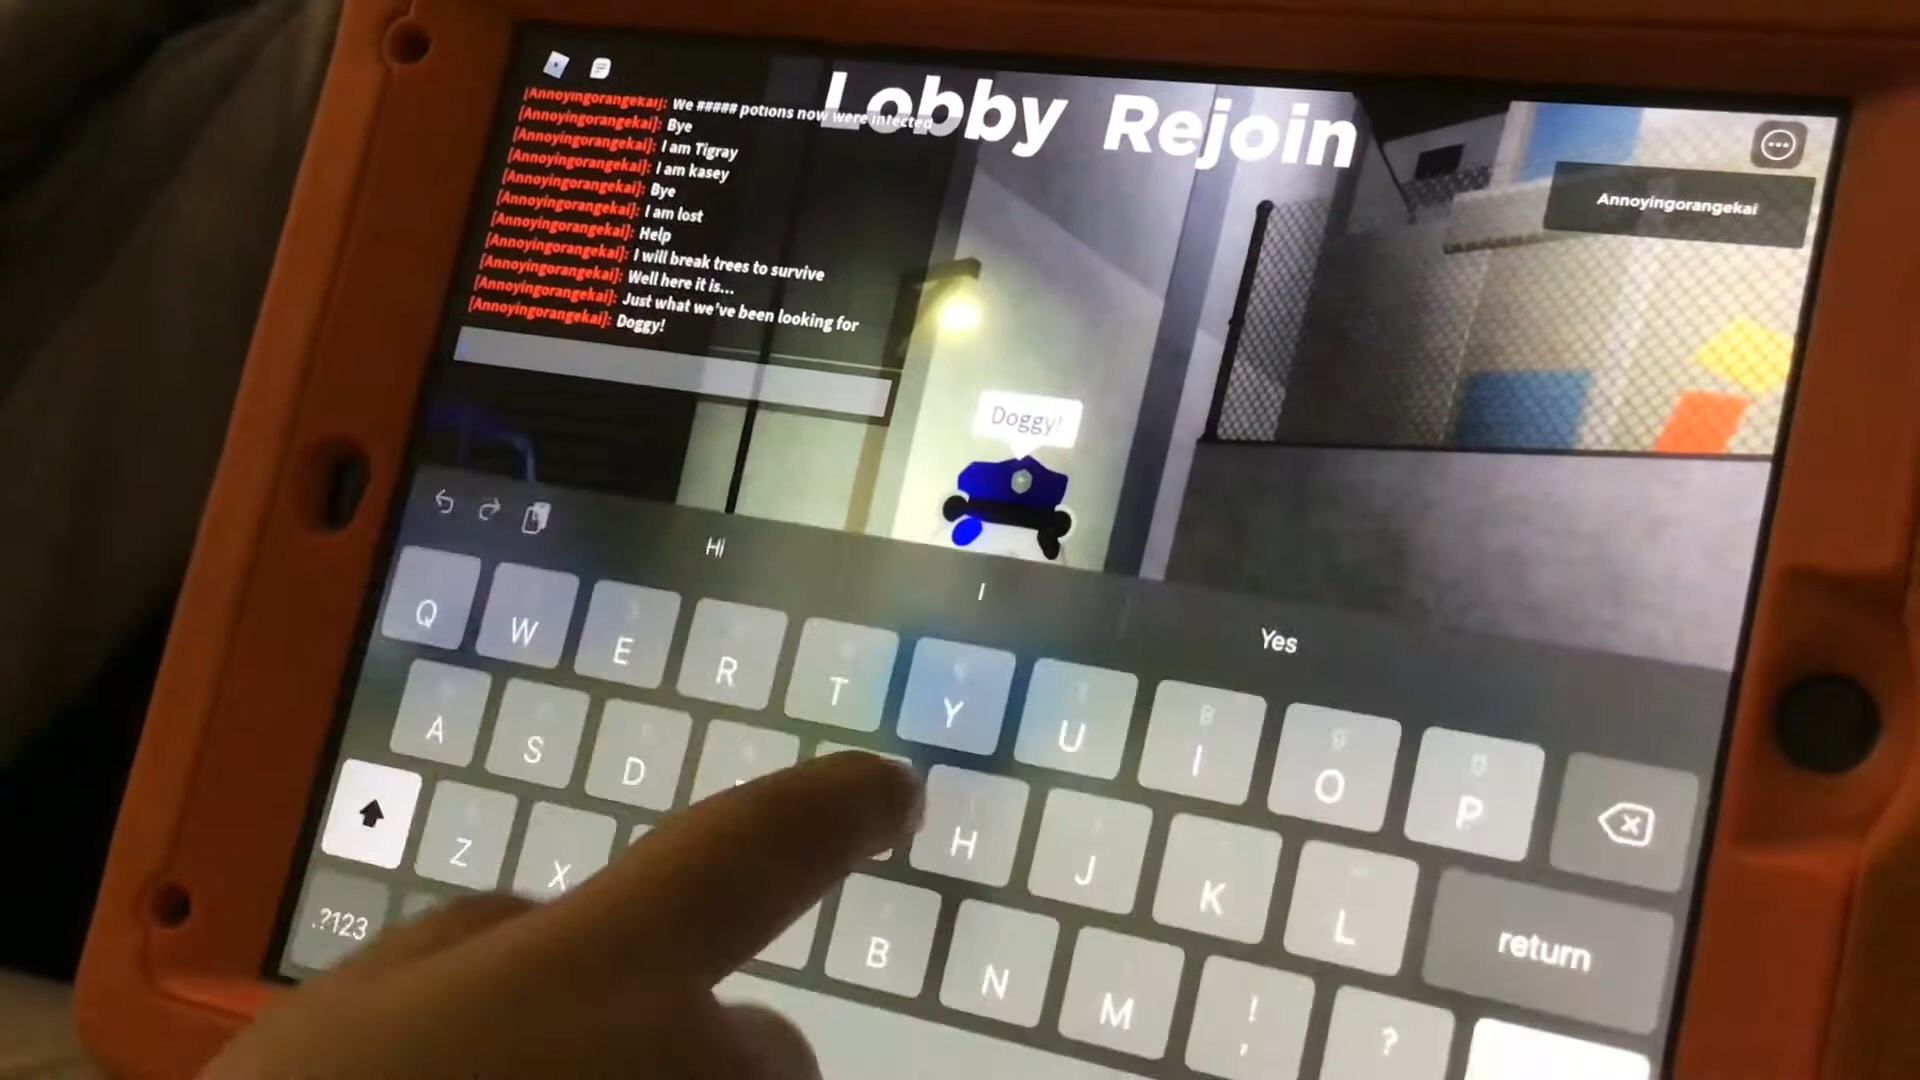 Lobby Rejoin
[Annoyingorangekai]: We ##### potions now were infected
[Annoyingorangekai]: Bye
[Annoyingorangekai]: I am Tigray
[Annoyingorangekai]: I am kasey
[Annoyingorangekai]: Bye
[Annoyingorangekai]: I am lost
[Annoyingorangekai]: Help
[Annoyingorangekai]: I will break trees to survive
[Annoyingorangekai]: Well here it is...
[Annoyingorangekai]: Just what we've been looking for
[Annoyingorangekai]: Doggy!
Annoyingorangekai
Doggy!
Hi I Yes
Q W E R T Y U I O P
A S D H J K L return
Z X B N M ! , ?
.?123